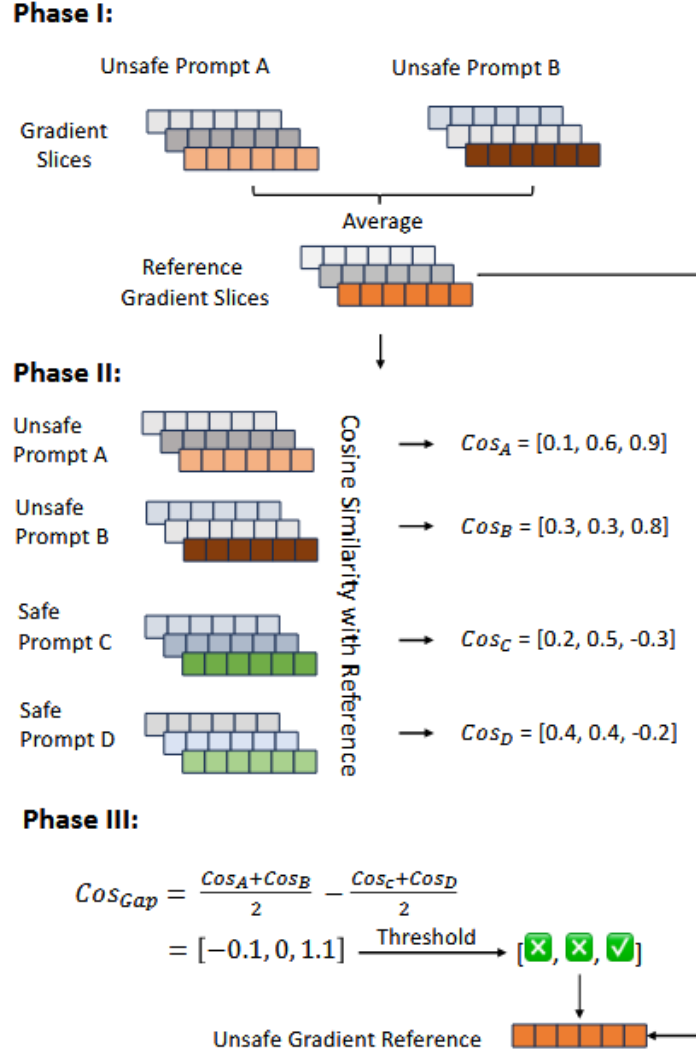 Phase I:
Unsafe Prompt A
Unsafe Prompt B
Gradient
Slices
Average
Reference
Gradient Slices
Phase II:
Unsafe
Prompt A
Cos_A = [0.1, 0.6, 0.9]
Unsafe
Prompt B
Cos_B = [0.3, 0.3, 0.8]
Safe
Prompt C
Cos_C = [0.2, 0.5, -0.3]
Safe
Prompt D
Cos_D = [0.4, 0.4, -0.2]
Cosine Similarity with Reference
Phase III:
Cos_Gap = (Cos_A+Cos_B)/2 − (Cos_C+Cos_D)/2
= [−0.1, 0, 1.1] Threshold [❎, ❎, ✅]
Unsafe Gradient Reference